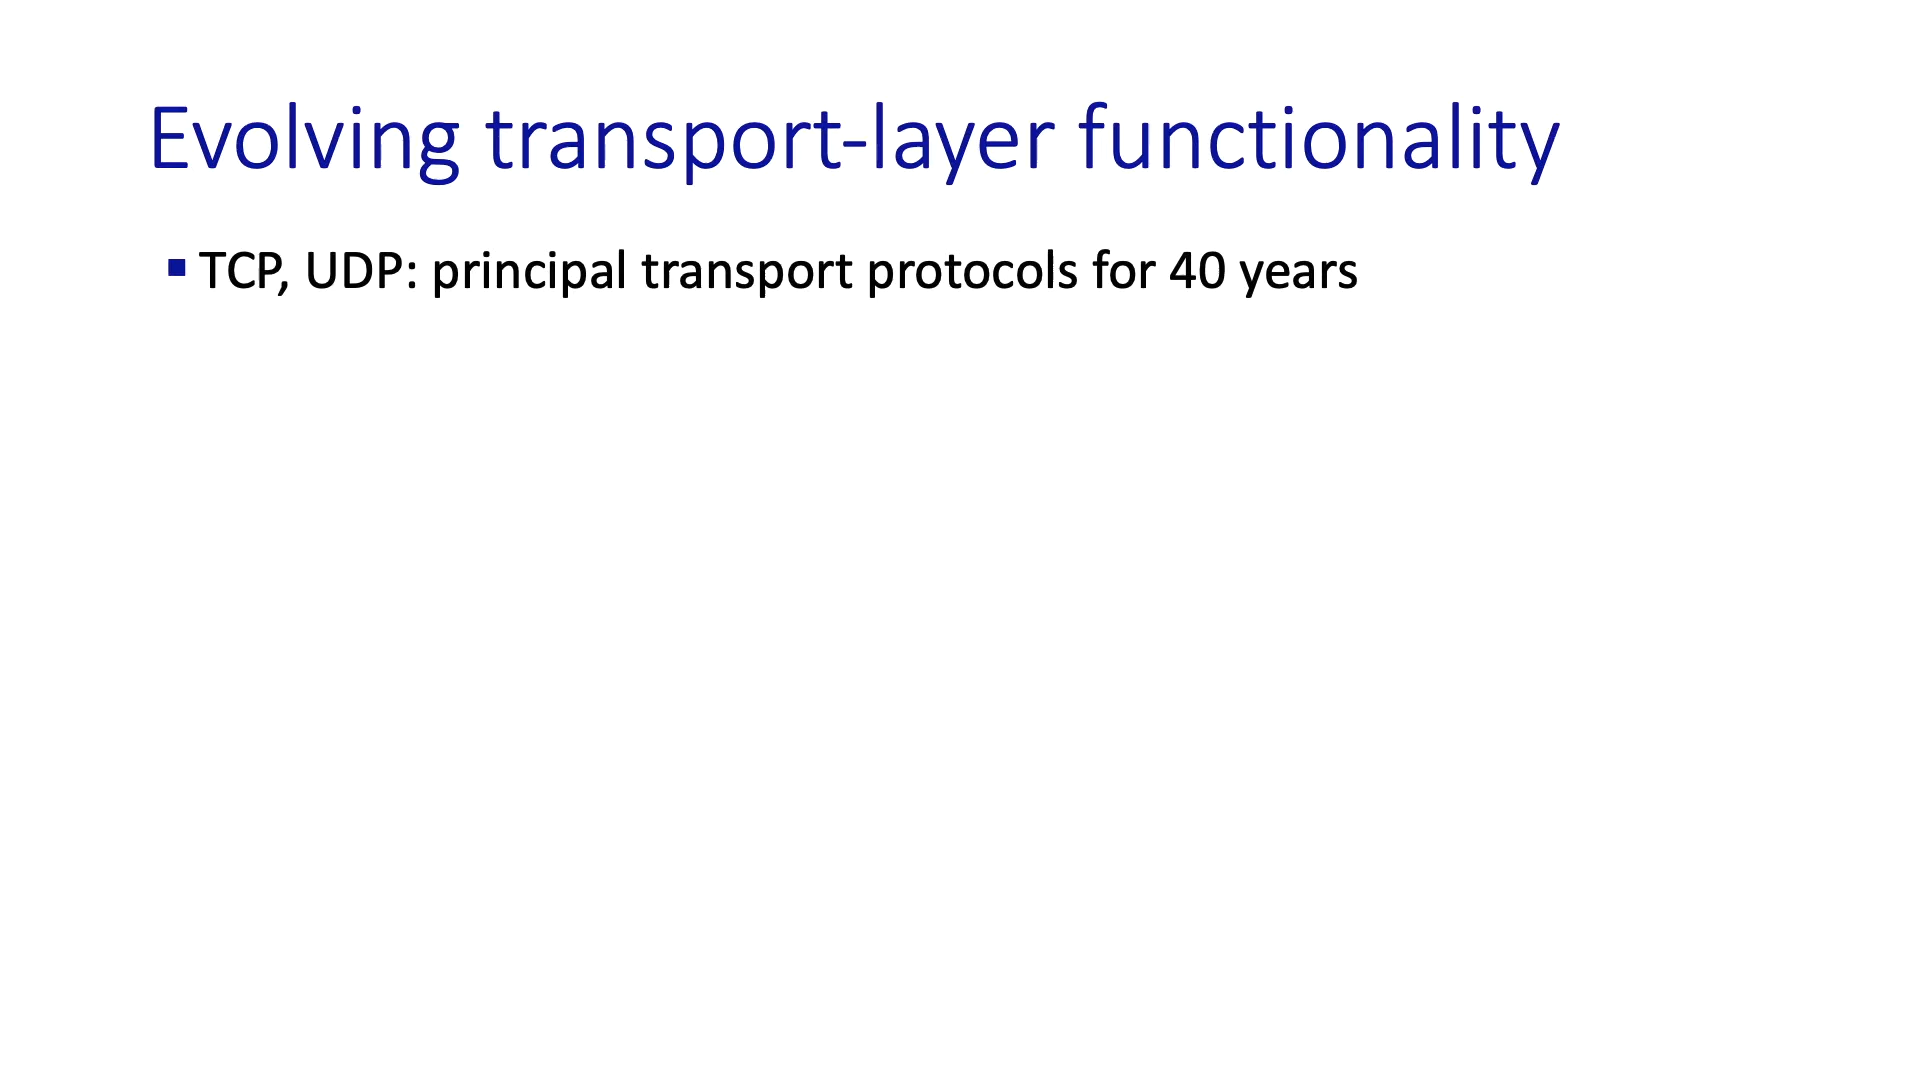 Evolving transport-layer functionality
▪ TCP, UDP: principal transport protocols for 40 years